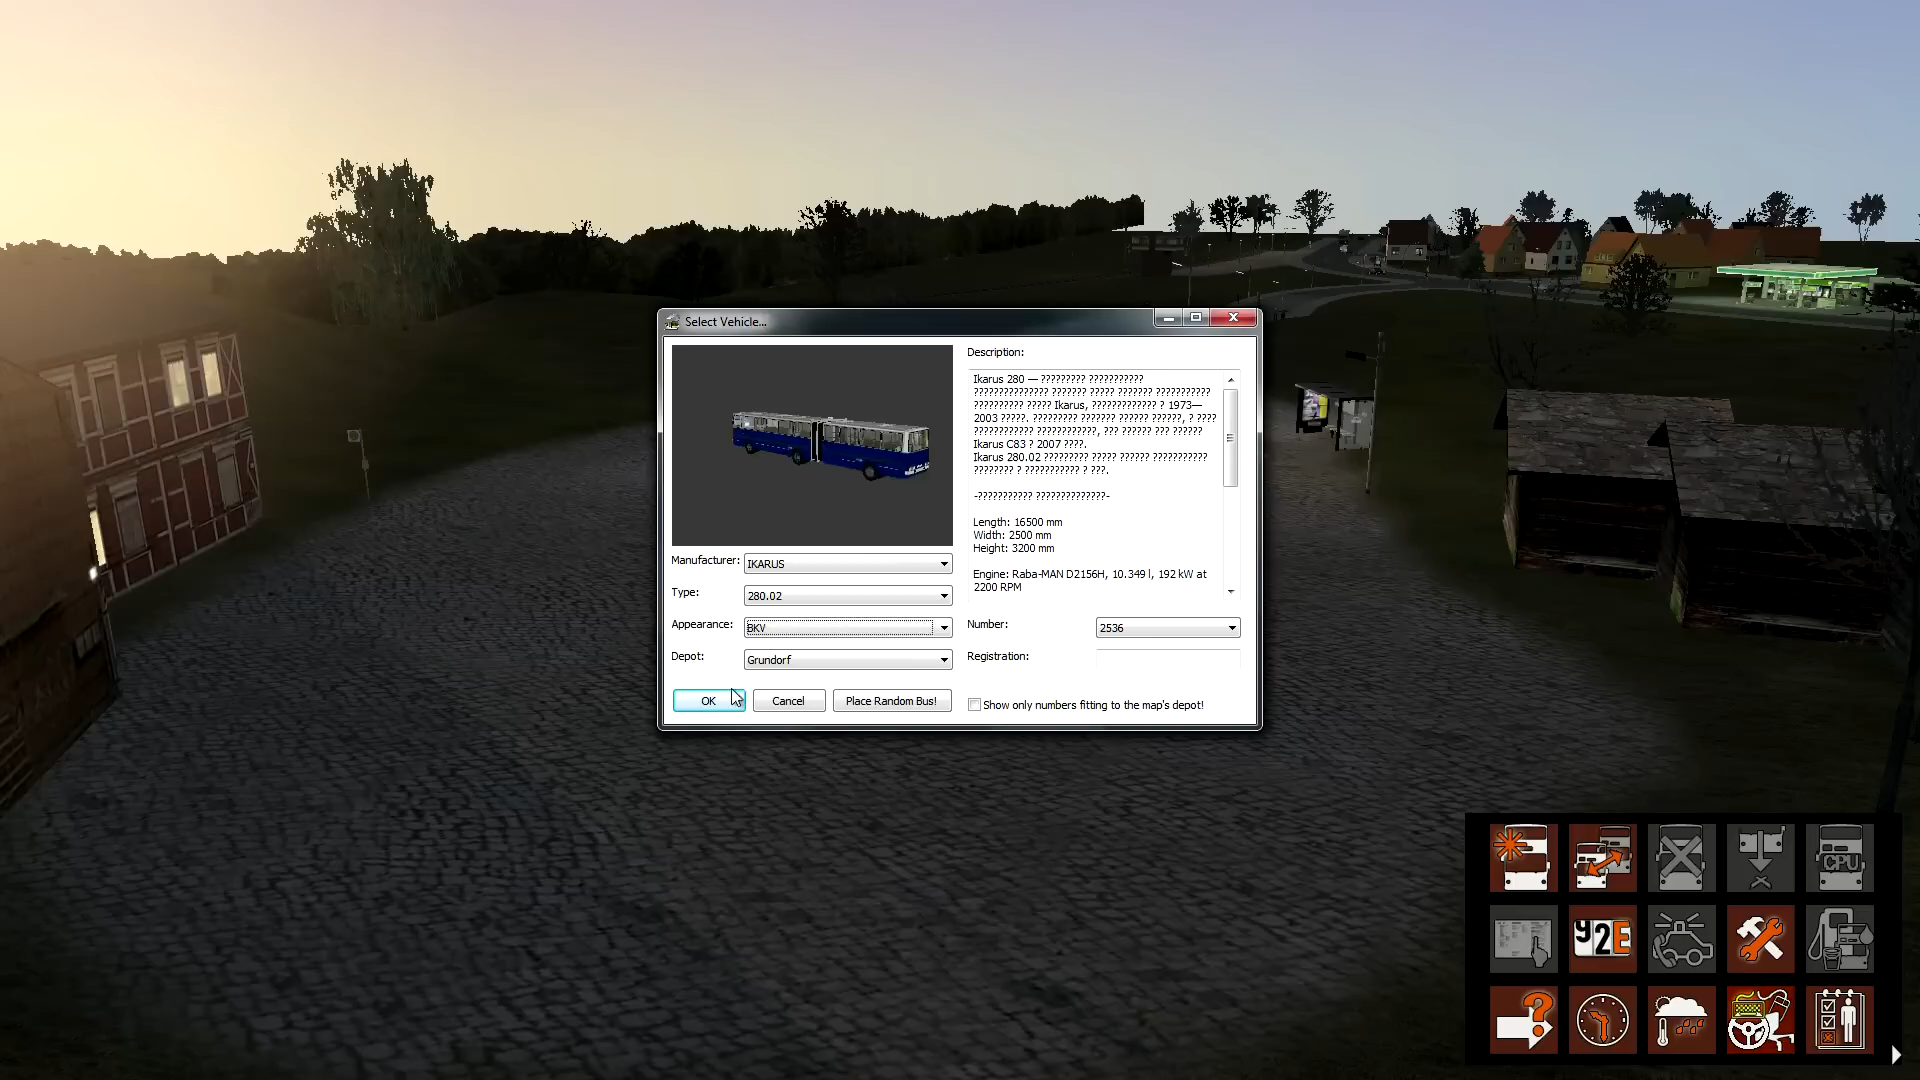 Select Vehicle...
Description:
Ikarus 280 — ????????? ???????????
??????????????? ??????? ????? ??????? ???????????
?????????? ????? Ikarus, ????????????? ? 1973—
2003 ?????. ????????? ??????? ?????? ??????, ? ????
???????????? ????????????, ??? ?????? ??? ??????
Ikarus C83 ? 2007 ????.
Ikarus 280.02 ????????? ????? ?????? ???????????
???????? ? ??????????? ? ???.
-??????????? ??????????????-
Length: 16500 mm
Width: 2500 mm
Height: 3200 mm
Engine: Raba-MAN D2156H, 10.349 l, 192 kW at
2200 RPM
Manufacturer: IKARUS
Type: 280.02
Appearance: BKV
Number: 2536
Depot: Grundorf
Registration:
OK
Cancel
Place Random Bus!
Show only numbers fitting to the map's depot!
CPU
92E
?